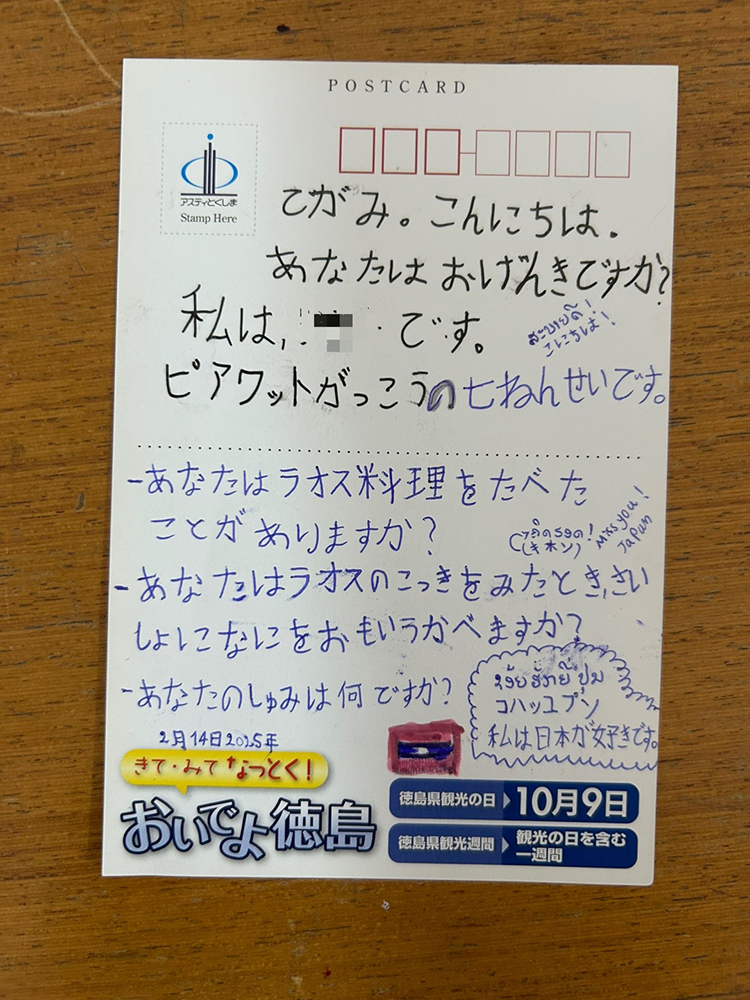 POSTCARD
アスティとくしま
Stamp Here
てがみ。こんにちは.
あなたは おげんきですか?
私は, です。
ສະບາຍດີ!
こにちは!
ピアワットがっこうの七ねんせいです。
-あなたはラオス料理をたべた
ことがありますか?
(キホン)
Miss you!
Japan
-あなたはラオスのこっきをみたとき,さい
しょになにをおもいうかべますか?
-あなたのしゅみは何ですか?
ຂ້ອຍຮັກຍີ່ປຸ່ນ
コハッユプン
私は日本が好きです。
2月14日2025年
きて・みてなっとく!
おいでよ徳島
徳島県観光の日
10月9日
徳島県観光週間
観光の日を含む
一週間